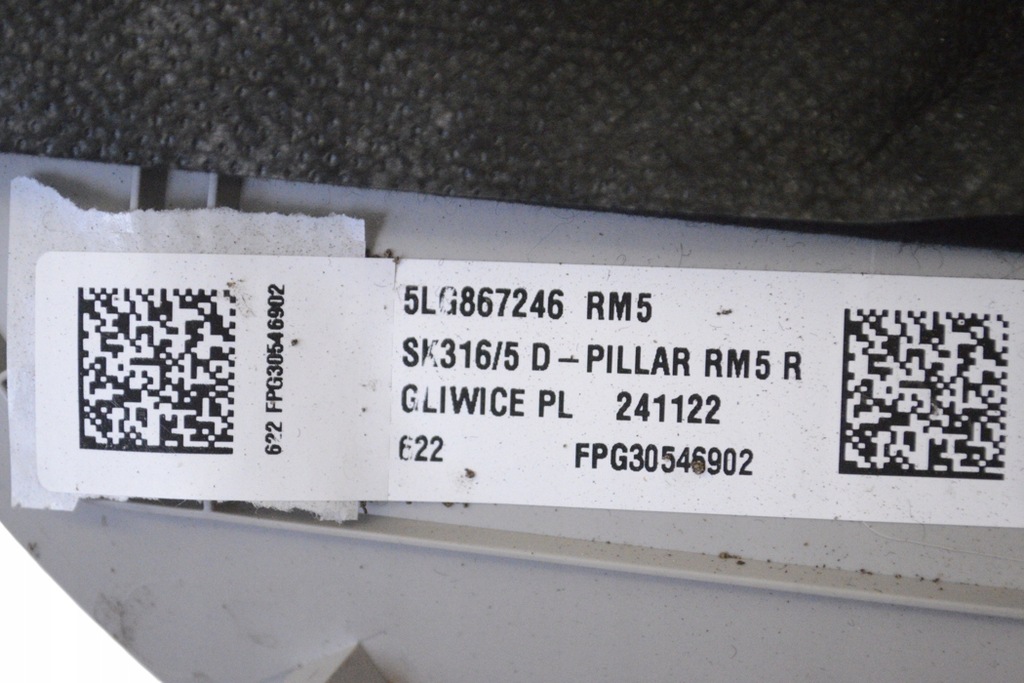 622 FPG30546902
5LG867246 RM5
SK316/5 D-PILLAR RM5 R
GLIWICE PL 241122
622 FPG30546902